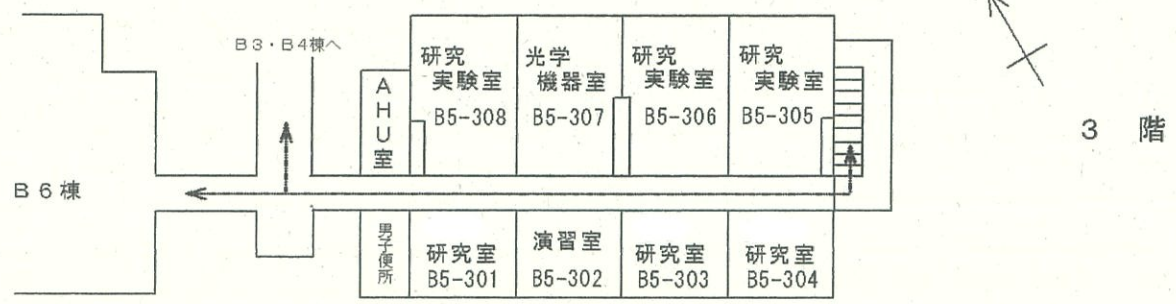 B3・B4棟へ
研究
実験室
B5-308
光学
機器室
B5-307
研究
実験室
B5-306
研究
実験室
B5-305
AHU室
3 階
B6棟
男子便所
研究室
B5-301
演習室
B5-302
研究室
B5-303
研究室
B5-304